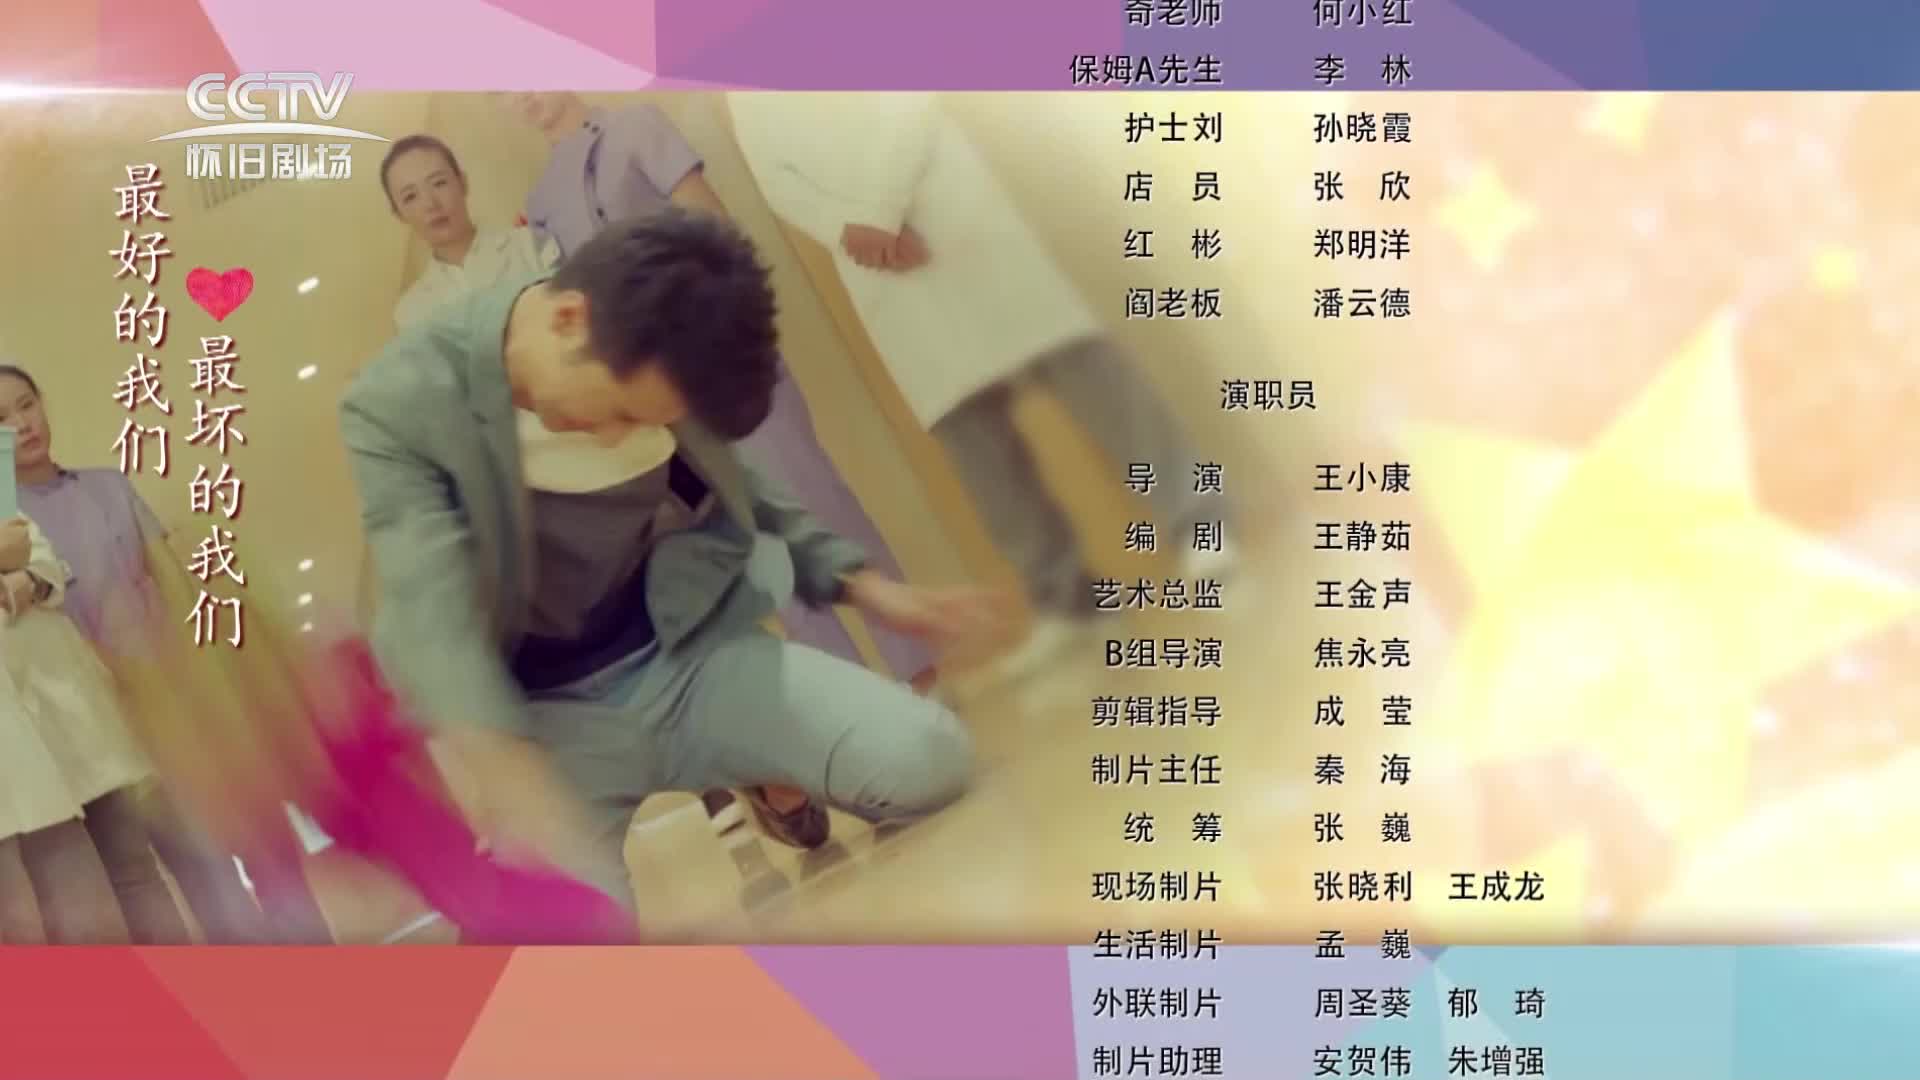 CCTV
怀旧剧场
最好的我们
最坏的我们
奇老师 何小红
保姆A先生 李 林
护士刘 孙晓霞
店 员 张 欣
红 彬 郑明洋
阎老板 潘云德
演职员
导 演 王小康
编 剧 王静茹
艺术总监 王金声
B组导演 焦永亮
剪辑指导 成 莹
制片主任 秦 海
统 筹 张 巍
现场制片 张晓利 王成龙
生活制片 孟 巍
外联制片 周圣葵 郁 琦
制片助理 安贺伟 朱增强